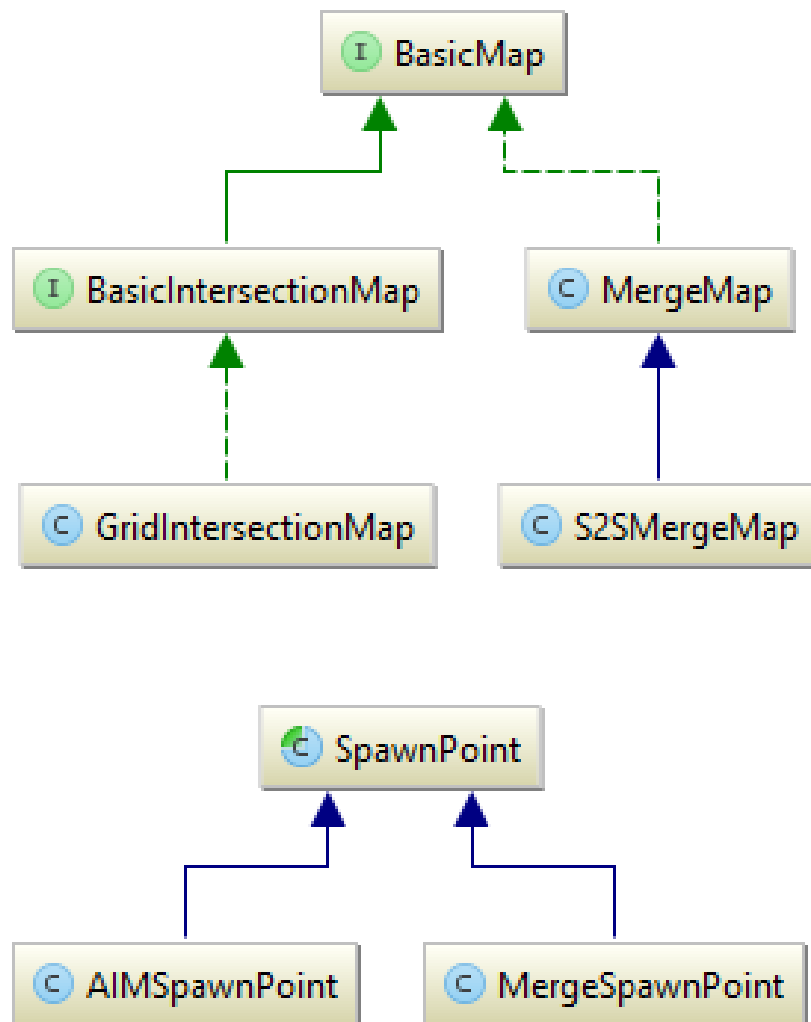 I BasicMap
I BasicIntersectionMap
C MergeMap
C GridIntersectionMap
C S2SMergeMap
C SpawnPoint
C AIMSpawnPoint
C MergeSpawnPoint